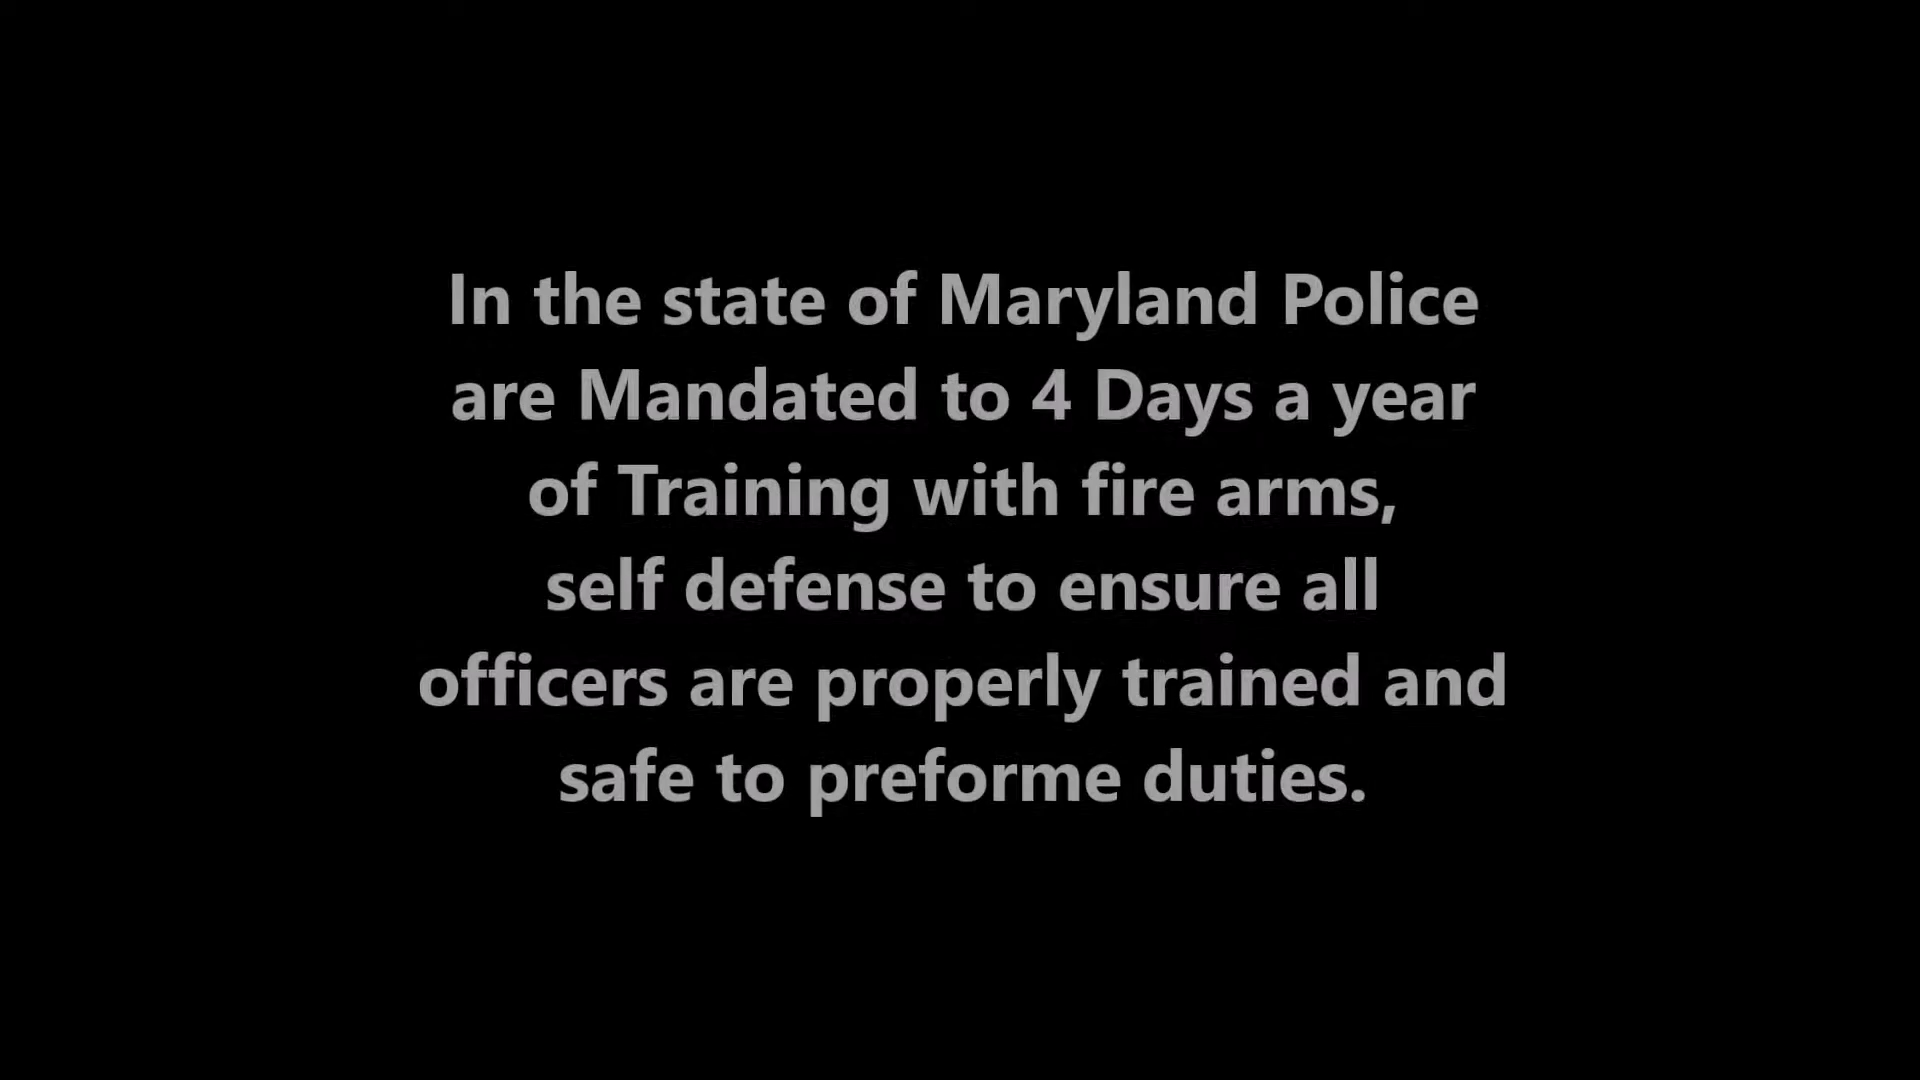 In the state of Maryland Police
are Mandated to 4 Days a year
of Training with fire arms,
self defense to ensure all
officers are properly trained and
safe to preforme duties.